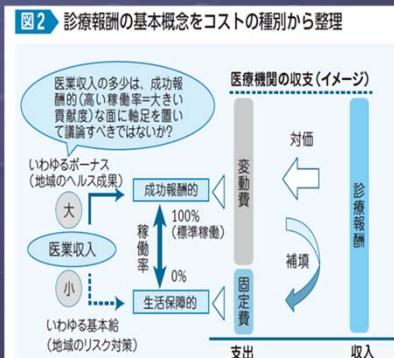 図2 診療報酬の基本概念をコストの種別から整理
医業収入の多少は、成功報
酬的(高い稼働率=大きい
貢献度)な面に軸足を置い
て議論すべきではないか?
いわゆるボーナス
(地域のヘルス成果)
大
医業収入
小
いわゆる基本給
(地域のリスク対策)
成功報酬的
100%
(標準稼働)
稼働率
0%
生活保障的
医療機関の収支(イメージ)
変動費
固定費
対価
補填
診療報酬
支出
収入